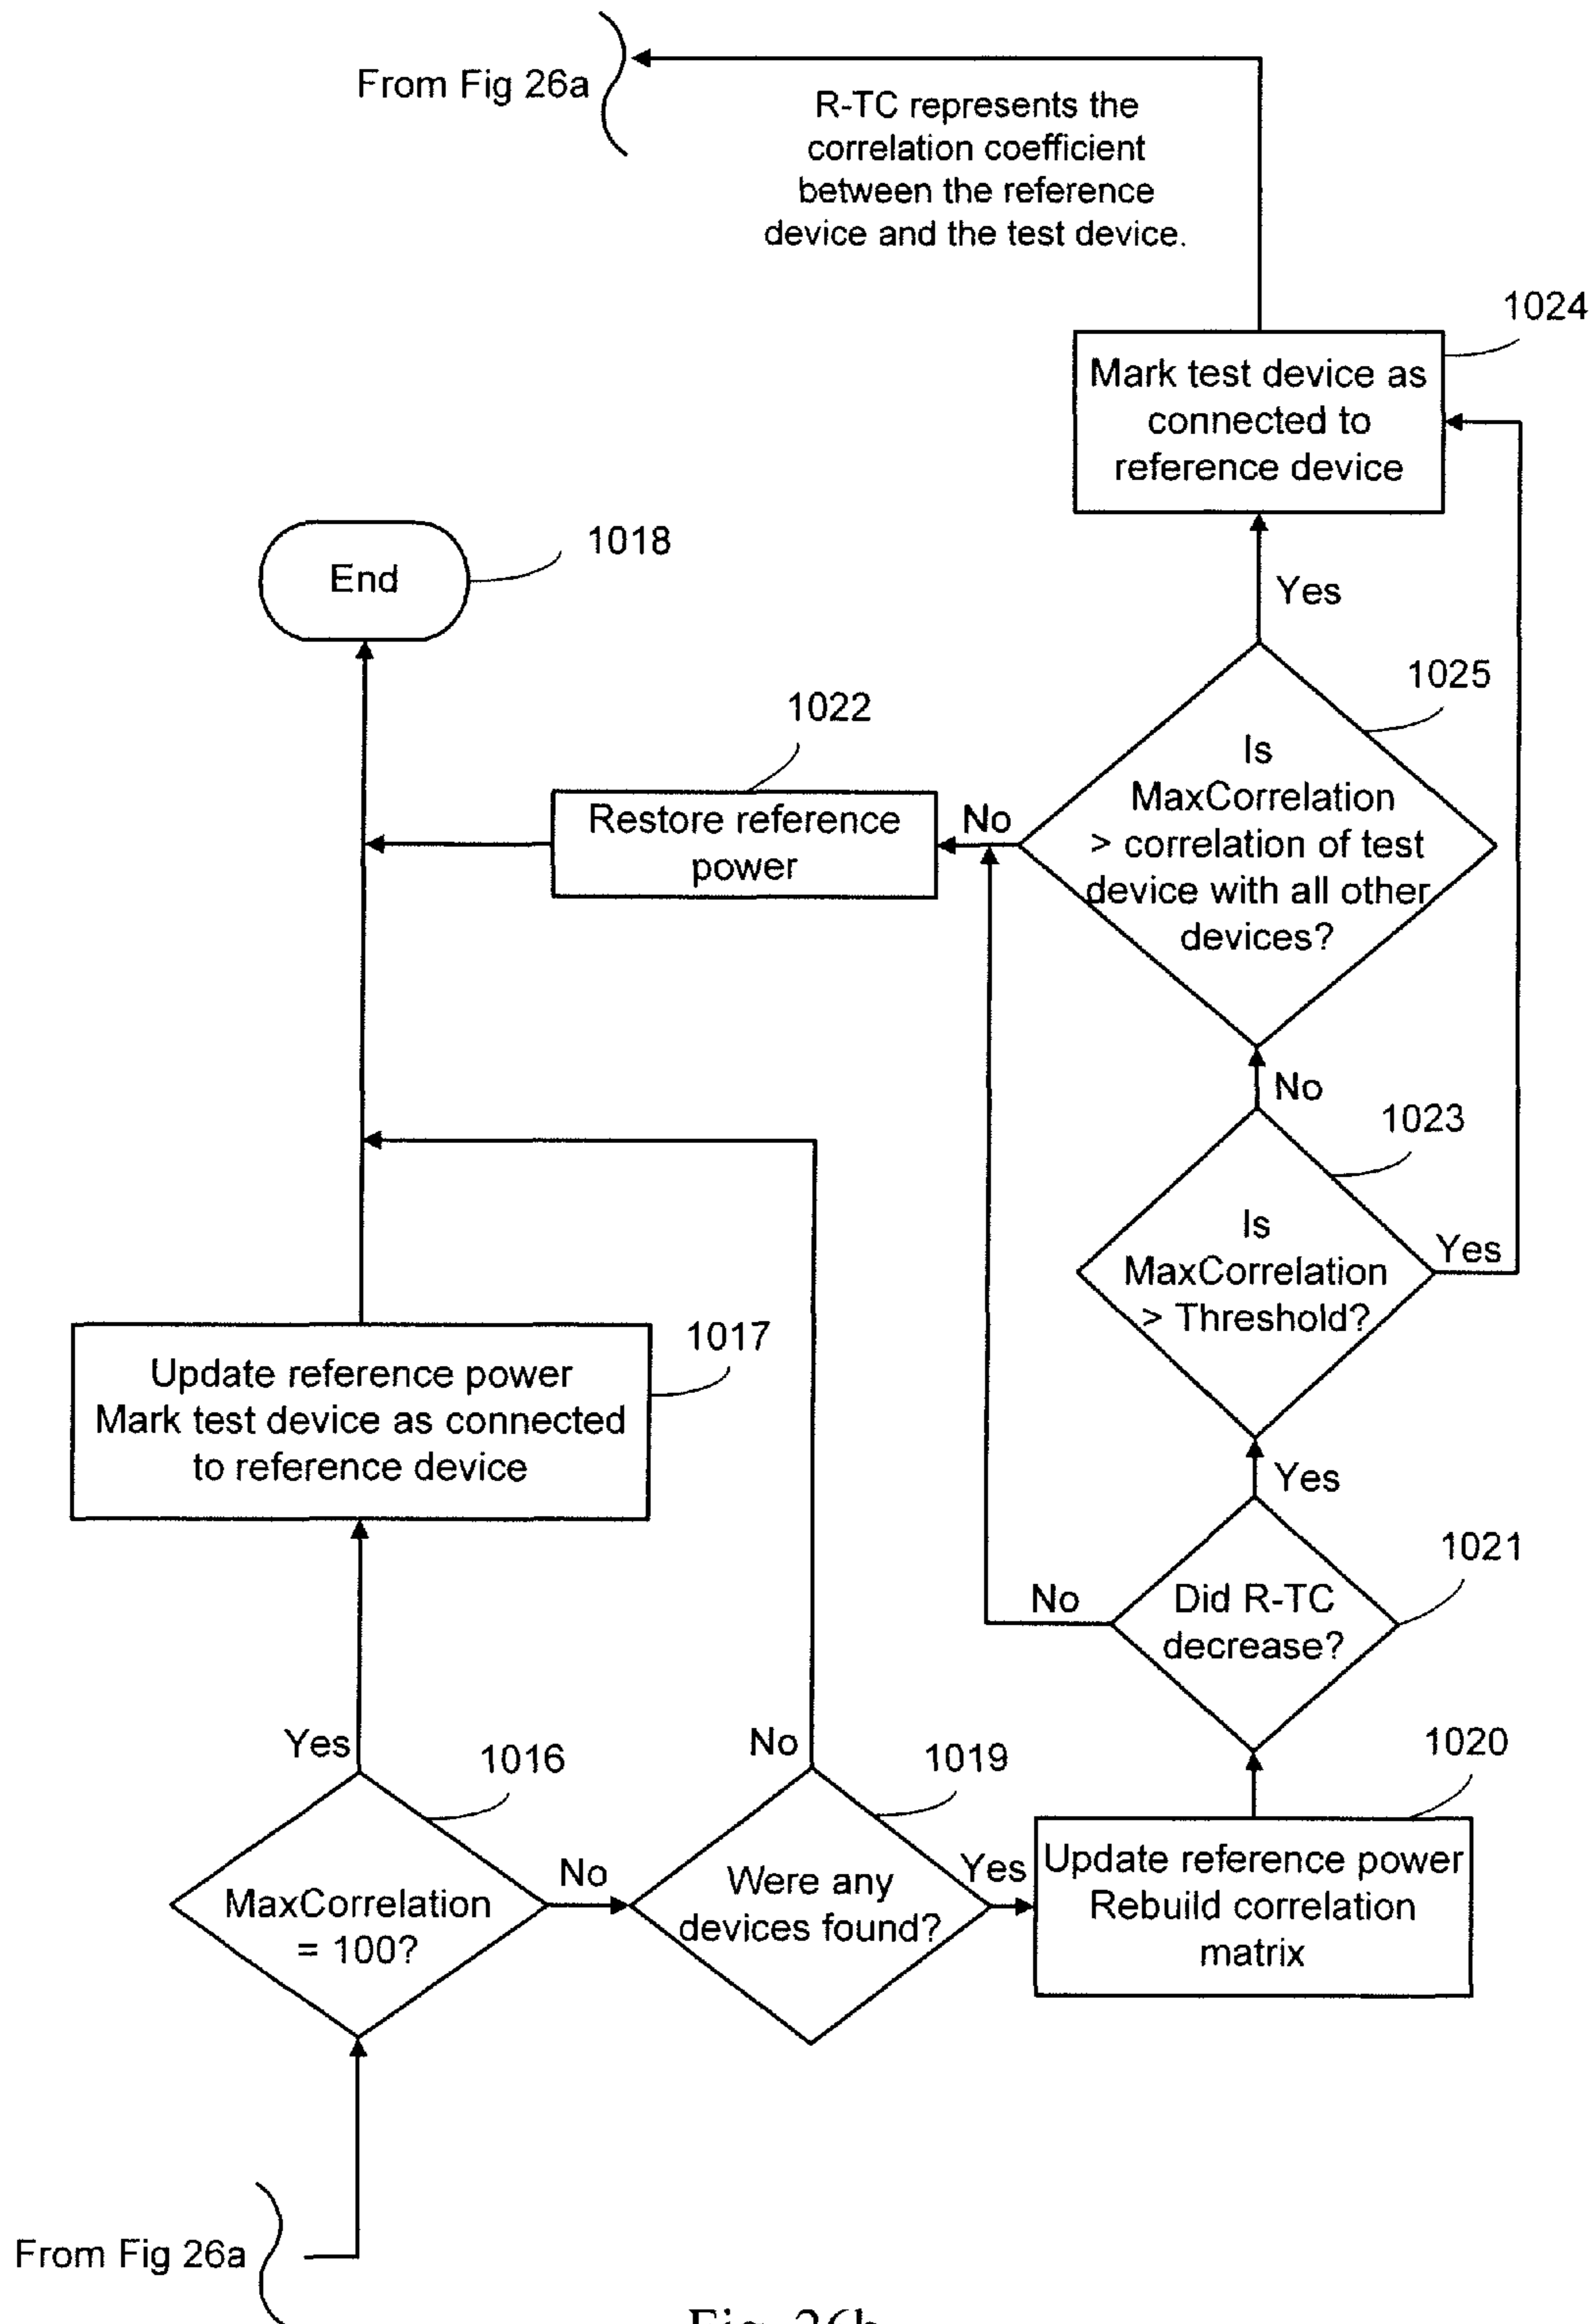 From Fig 26a
R-TC represents the
correlation coefficient
between the reference
device and the test device.
1024
Mark test device as
connected to
reference device
1018
End
Yes
1025
1022
Is
MaxCorrelation
> correlation of test
device with all other
devices?
No
Restore reference
power
No
1023
Is
MaxCorrelation
> Threshold?
Yes
1017
Update reference power
Mark test device as connected
to reference device
Yes
1021
Did R-TC
decrease?
No
Yes
1016
No
1019
1020
MaxCorrelation
= 100?
No
Were any
devices found?
Yes
Update reference power
Rebuild correlation
matrix
From Fig 26a
Fig. 26b